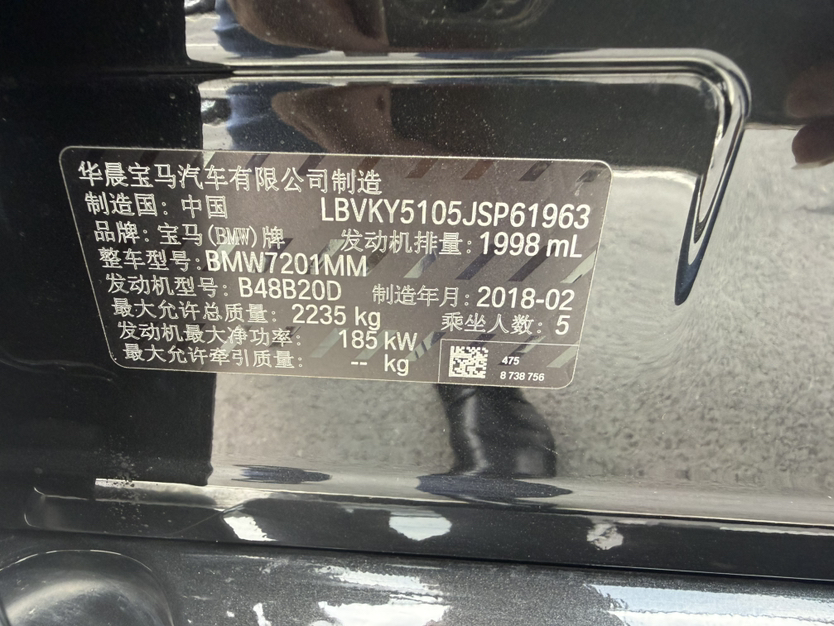 华晨宝马汽车有限公司制造
制造国：中国 LBVKY5105JSP61963
品牌：宝马(BMW)牌 发动机排量：1998 mL
整车型号：BMW7201MM
发动机型号：B48B20D 制造年月：2018-02
最大允许总质量：2235 kg 乘坐人数：5
发动机最大净功率：185 kW
最大允许牵引质量：-- kg
475
8 738 756